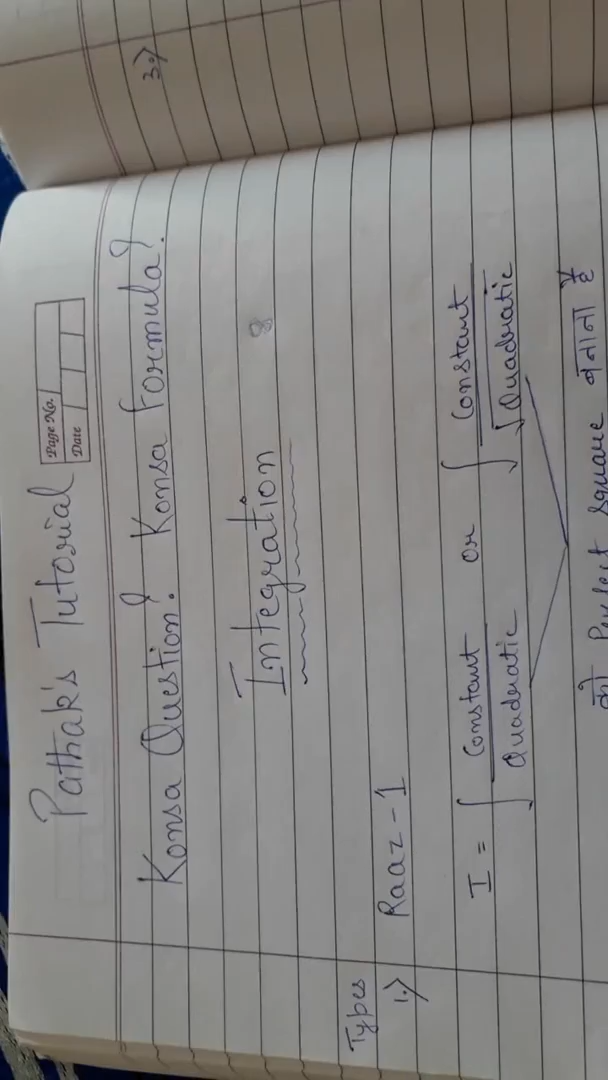 Pathak's Tutorial
Page No.
Date
Konsa Question? Konsa Formula?
Integration
Types
1.) Raaz-1
I = ∫ Constant / Quadratic or ∫ Constant / √Quadratic
को Perfect square बनाना है
3.)